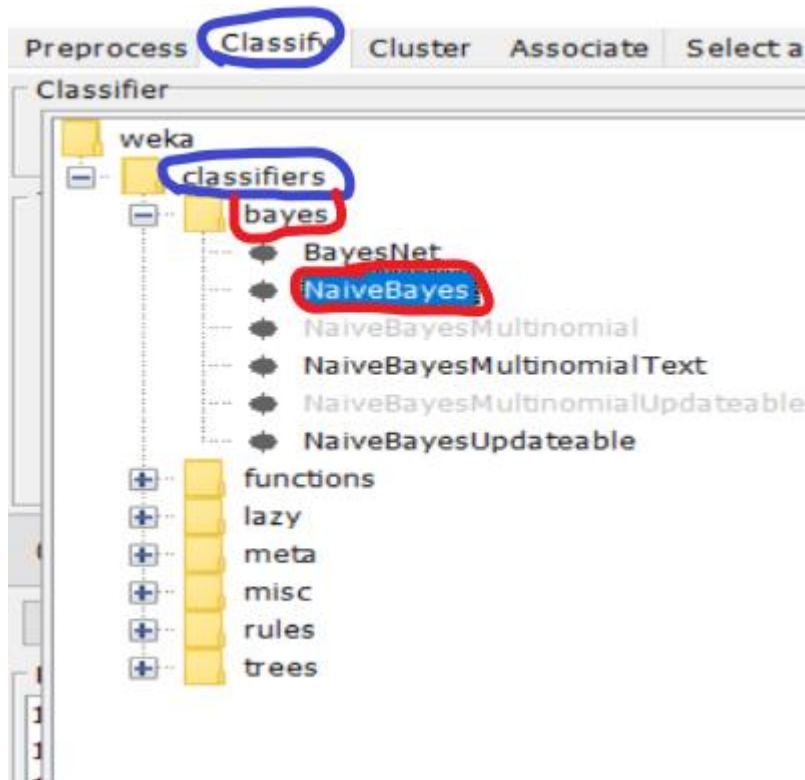 Preprocess Classify Cluster Associate Select a
Classifier
weka
classifiers
bayes
BayesNet
NaiveBayes
NaiveBayesMultinomial
NaiveBayesMultinomialText
NaiveBayesMultinomialUpdateable
NaiveBayesUpdateable
functions
lazy
meta
misc
rules
trees